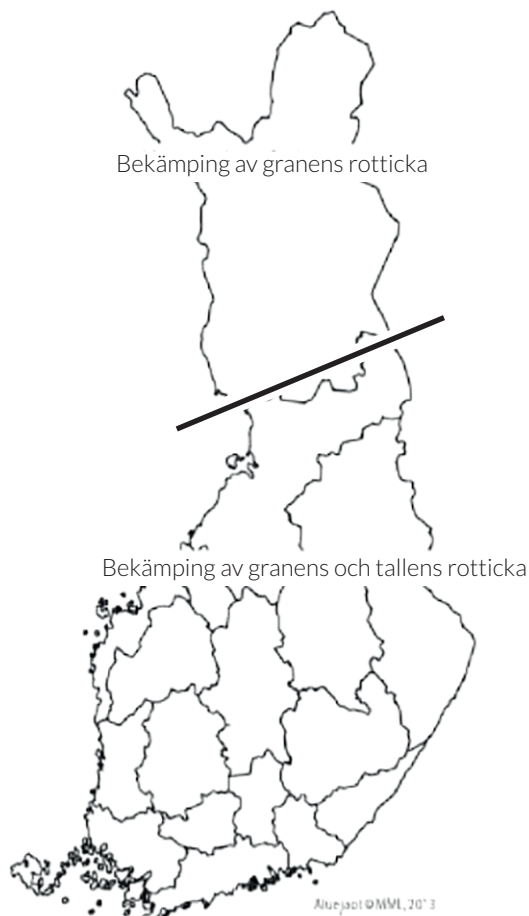 Bekämping av granens rotticka
Bekämping av granens och tallens rotticka
Aluejaot ©MML, 2013